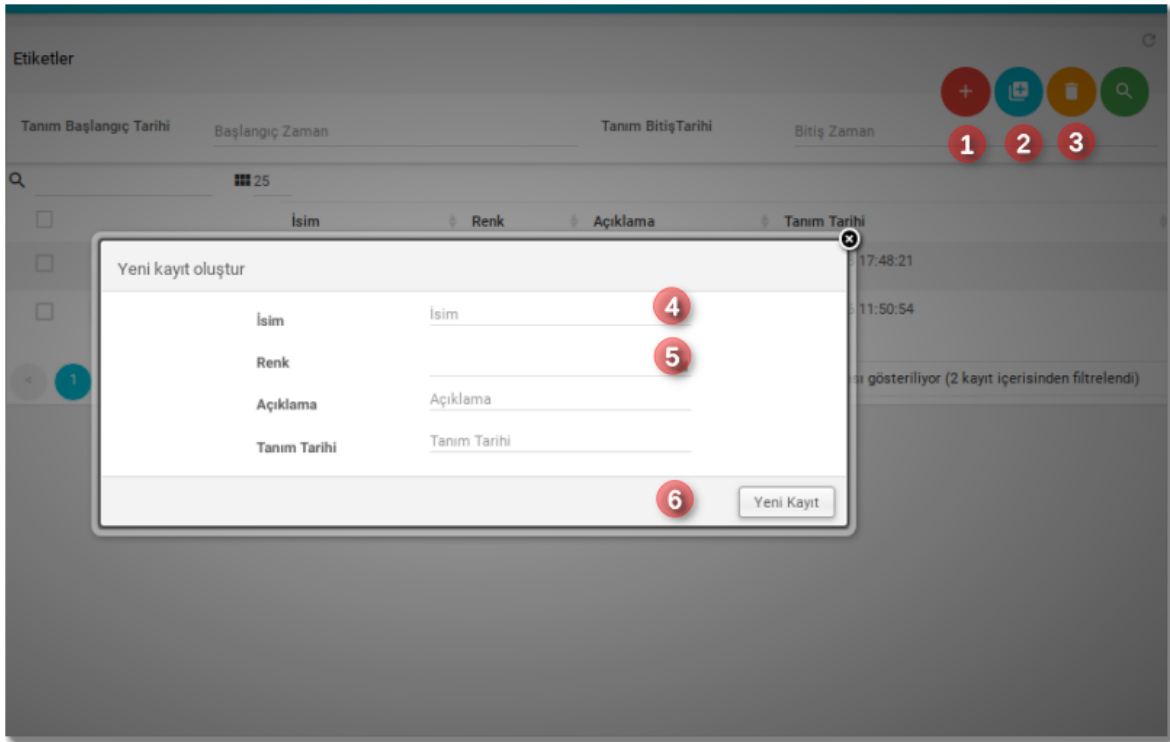 Etiketler
Tanım Başlangıç Tarihi Başlangıç Zaman Tanım BitişTarihi Bitiş Zaman
1 2 3
25
İsim Renk Açıklama Tanım Tarihi
17:48:21
11:50:54
< 1 gösteriliyor (2 kayıt içerisinden filtrelendi)
Yeni kayıt oluştur
İsim İsim 4
Renk 5
Açıklama Açıklama
Tanım Tarihi Tanım Tarihi
6 Yeni Kayıt